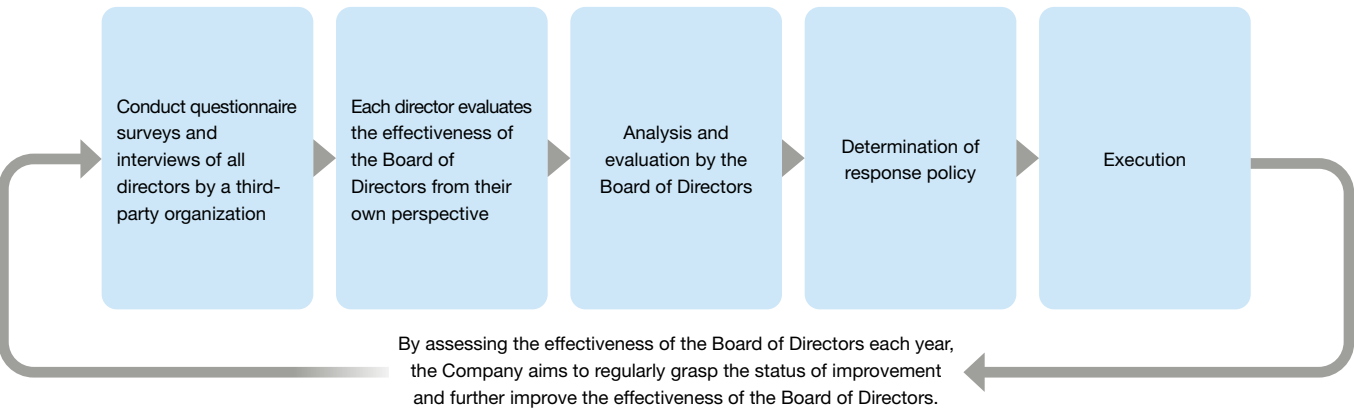 Conduct questionnaire
surveys and
interviews of all
directors by a third-
party organization
Each director evaluates
the effectiveness of
the Board of
Directors from their
own perspective
Analysis and
evaluation by the
Board of Directors
Determination of
response policy
Execution
By assessing the effectiveness of the Board of Directors each year,
the Company aims to regularly grasp the status of improvement
and further improve the effectiveness of the Board of Directors.